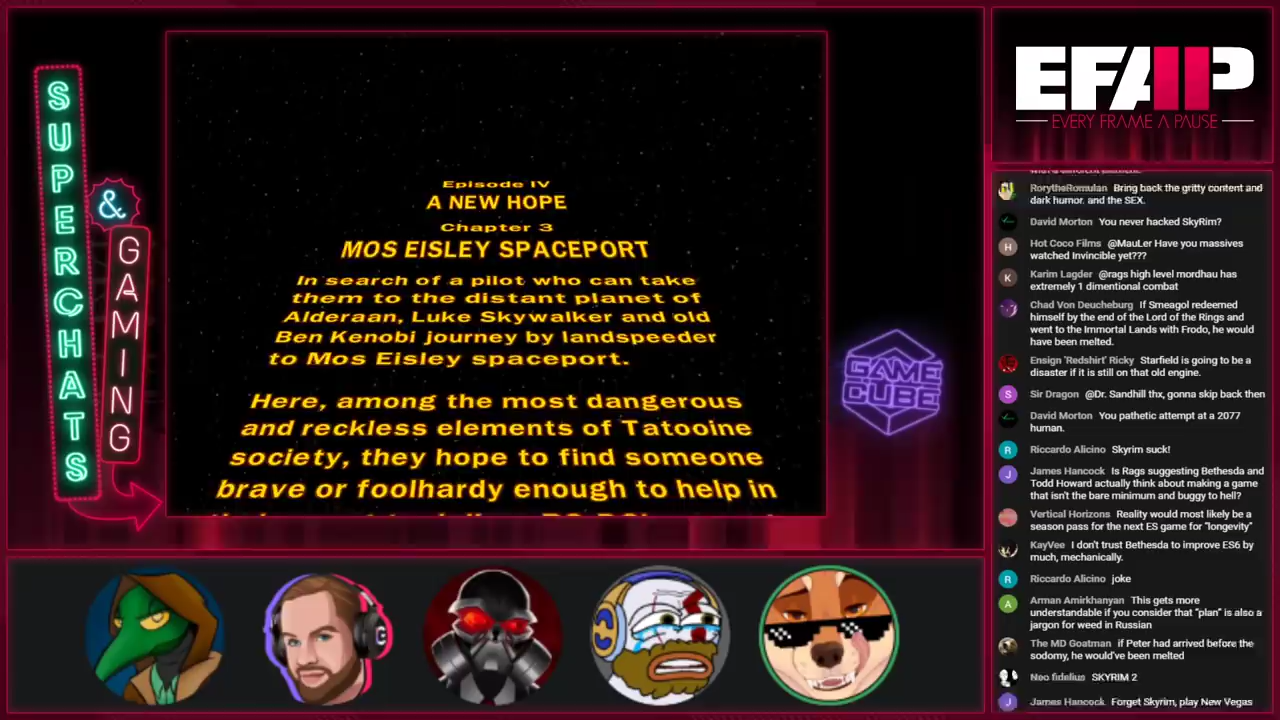 SUPERCHATS
&
GAMING
Episode IV
A NEW HOPE
Chapter 3
MOS EISLEY SPACEPORT
In search of a pilot who can take
them to the distant planet of
Alderaan, Luke Skywalker and old
Ben Kenobi journey by landspeeder
to Mos Eisley spaceport.
Here, among the most dangerous
and reckless elements of Tatooine
society, they hope to find someone
brave or foolhardy enough to help in
GAME
CUBE
EFAP
EVERY FRAME A PAUSE
RorytheRomulan Bring back the gritty content and
dark humor. and the SEX.
David Morton You never hacked SkyRim?
H
Hot Coco Films @MauLer Have you massives
watched Invincible yet???
K
Karim Lagder @rags high level mordhau has
extremely 1 dimentional combat
Chad Von Deucheburg If Smeagol redeemed
himself by the end of the Lord of the Rings and
went to the Immortal Lands with Frodo, he would
have been melted.
Ensign 'Redshirt' Ricky Starfield is going to be a
disaster if it is still on that old engine.
S
Sir Dragon @Dr. Sandhill thx, gonna skip back then
David Morton You pathetic attempt at a 2077
human.
R
Riccardo Alicino Skyrim suck!
J
James Hancock Is Rags suggesting Bethesda and
Todd Howard actually think about making a game
that isn't the bare minimum and buggy to hell?
Vertical Horizons Reality would most likely be a
season pass for the next ES game for "longevity"
KayVee I don't trust Bethesda to improve ES6 by
much, mechanically.
R
Riccardo Alicino joke
A
Arman Amirkhanyan This gets more
understandable if you consider that "plan" is also a
jargon for weed in Russian
The MD Goatman if Peter had arrived before the
sodomy, he would've been melted
Neo fidelius SKYRIM 2
J
James Hancock Forget Skyrim, play New Vegas